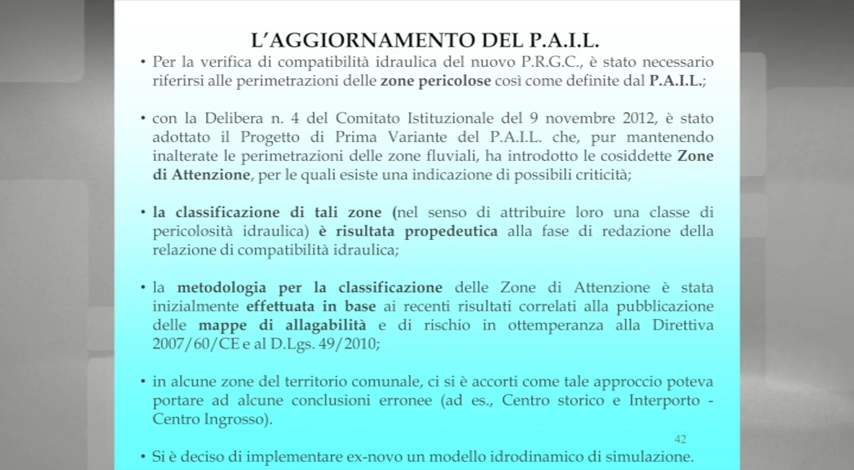 L'AGGIORNAMENTO DEL P.A.I.L.
• Per la verifica di compatibilità idraulica del nuovo P.R.G.C., è stato necessario
riferirsi alle perimetrazioni delle zone pericolose così come definite dal P.A.I.L.;
• con la Delibera n. 4 del Comitato Istituzionale del 9 novembre 2012, è stato
adottato il Progetto di Prima Variante del P.A.I.L. che, pur mantenendo
inalterate le perimetrazioni delle zone fluviali, ha introdotto le cosiddette Zone
di Attenzione, per le quali esiste una indicazione di possibili criticità;
• la classificazione di tali zone (nel senso di attribuire loro una classe di
pericolosità idraulica) è risultata propedeutica alla fase di redazione della
relazione di compatibilità idraulica;
• la metodologia per la classificazione delle Zone di Attenzione è stata
inizialmente effettuata in base ai recenti risultati correlati alla pubblicazione
delle mappe di allagabilità e di rischio in ottemperanza alla Direttiva
2007/60/CE e al D.Lgs. 49/2010;
• in alcune zone del territorio comunale, ci si è accorti come tale approccio poteva
portare ad alcune conclusioni erronee (ad es., Centro storico e Interporto -
Centro Ingrosso).
42
• Si è deciso di implementare ex-novo un modello idrodinamico di simulazione.